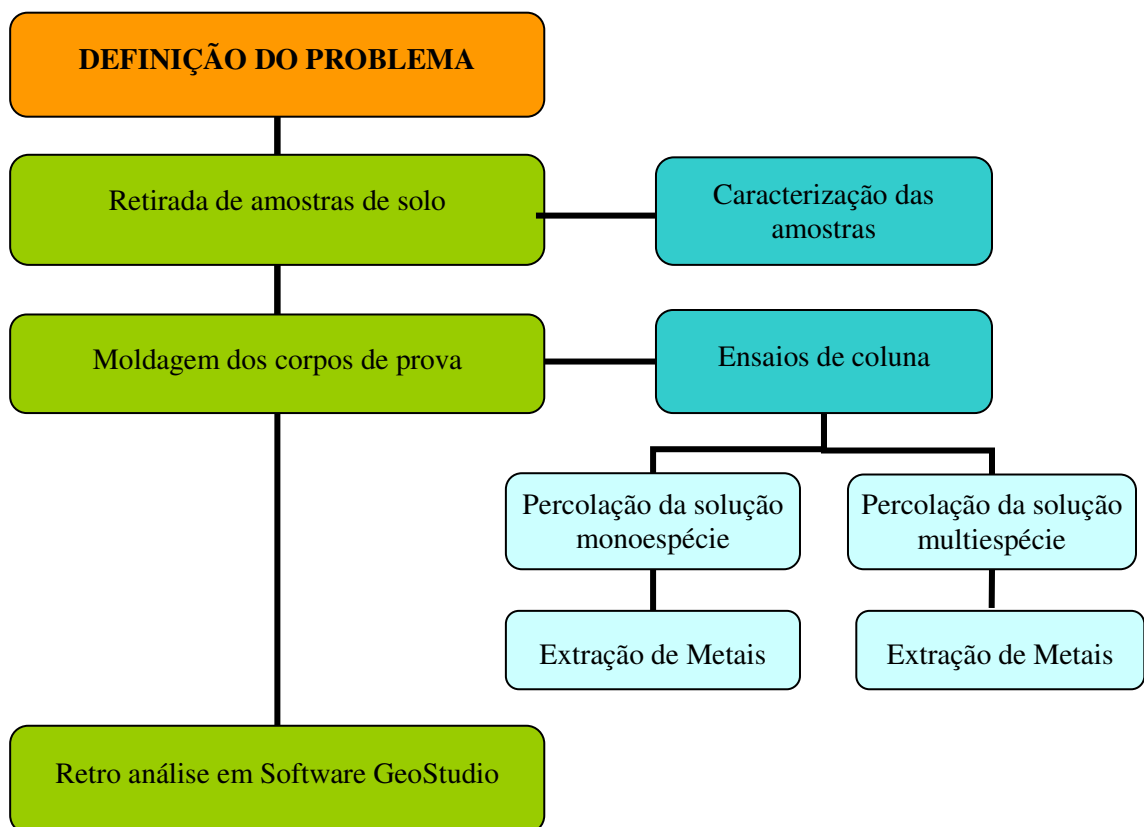 DEFINIÇÃO DO PROBLEMA
Retirada de amostras de solo
Caracterização das
amostras
Moldagem dos corpos de prova
Ensaios de coluna
Percolação da solução
monoespécie
Percolação da solução
multiespécie
Extração de Metais
Extração de Metais
Retro análise em Software GeoStudio